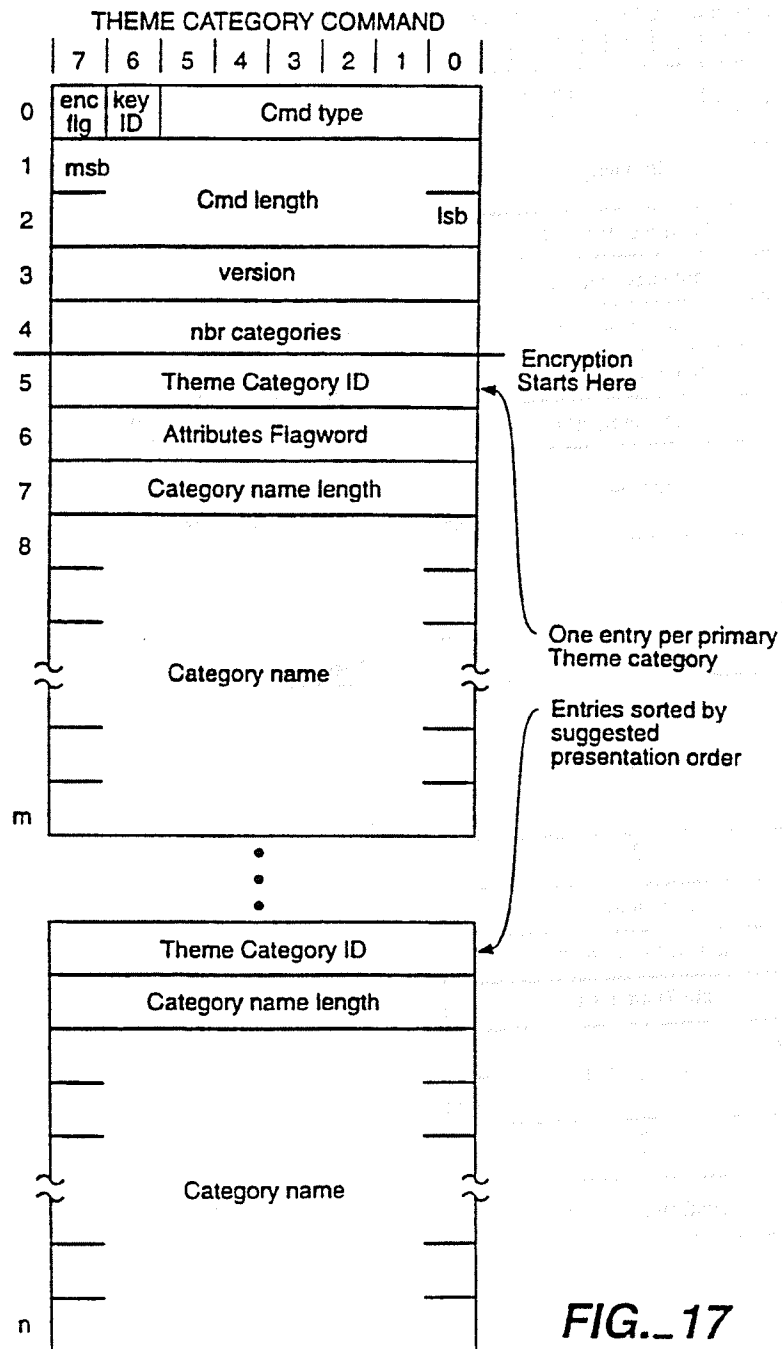 THEME CATEGORY COMMAND
7 6 5 4 3 2 1 0
0 enc flg key ID Cmd type
1 msb
Cmd length
2 lsb
3 version
4 nbr categories
Encryption
Starts Here
5 Theme Category ID
6 Attributes Flagword
7 Category name length
8
One entry per primary
Theme category
Category name
Entries sorted by
suggested
presentation order
m
Theme Category ID
Category name length
Category name
n
FIG._17